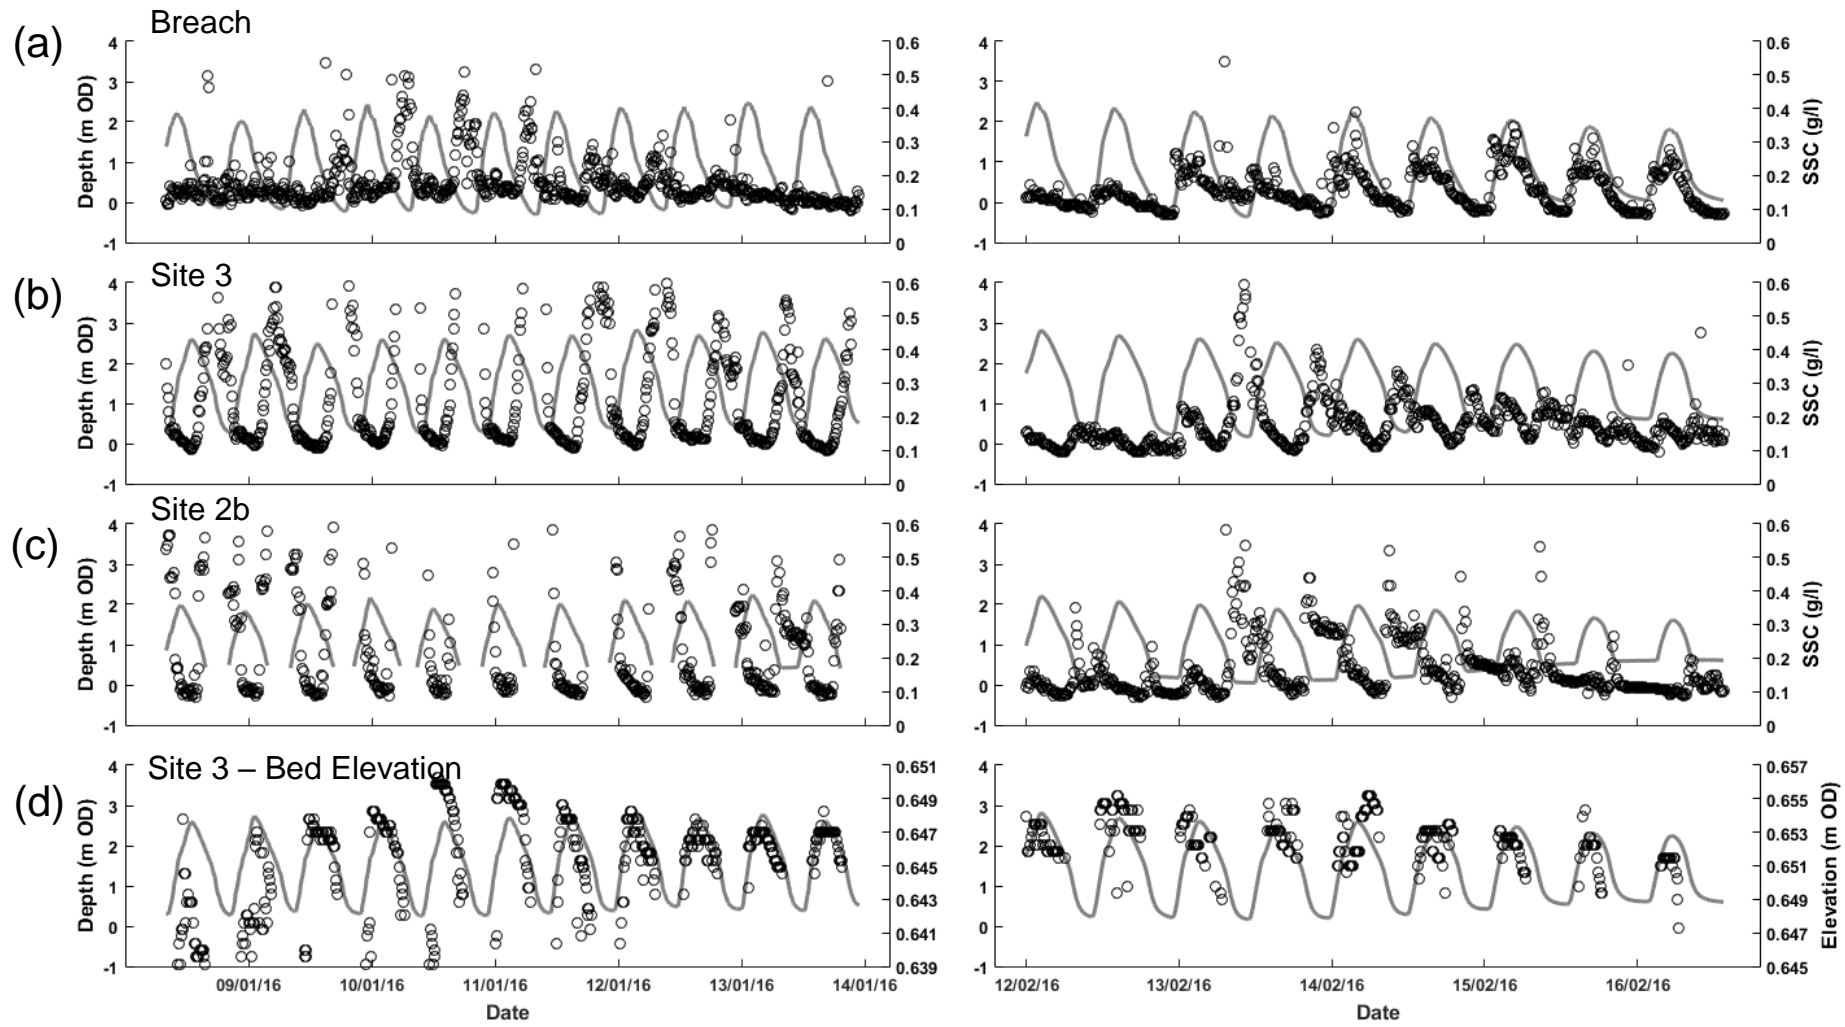 (a)
Breach
4 3 2 1 0 -1
Depth (m OD)
0.6 0.5 0.4 0.3 0.2 0.1 0
4 3 2 1 0 -1
Depth (m OD)
0.6 0.5 0.4 0.3 0.2 0.1 0
SSC (g/l)
(b)
Site 3
4 3 2 1 0 -1
Depth (m OD)
0.6 0.5 0.4 0.3 0.2 0.1 0
4 3 2 1 0 -1
Depth (m OD)
0.6 0.5 0.4 0.3 0.2 0.1 0
SSC (g/l)
(c)
Site 2b
4 3 2 1 0 -1
Depth (m OD)
0.6 0.5 0.4 0.3 0.2 0.1 0
4 3 2 1 0 -1
Depth (m OD)
0.6 0.5 0.4 0.3 0.2 0.1 0
SSC (g/l)
(d)
Site 3 – Bed Elevation
4 3 2 1 0 -1
Depth (m OD)
0.651 0.649 0.647 0.645 0.643 0.641 0.639
4 3 2 1 0 -1
Depth (m OD)
0.657 0.655 0.653 0.651 0.649 0.647 0.645
Elevation (m OD)
09/01/16 10/01/16 11/01/16 12/01/16 13/01/16 14/01/16
Date
12/02/16 13/02/16 14/02/16 15/02/16 16/02/16
Date